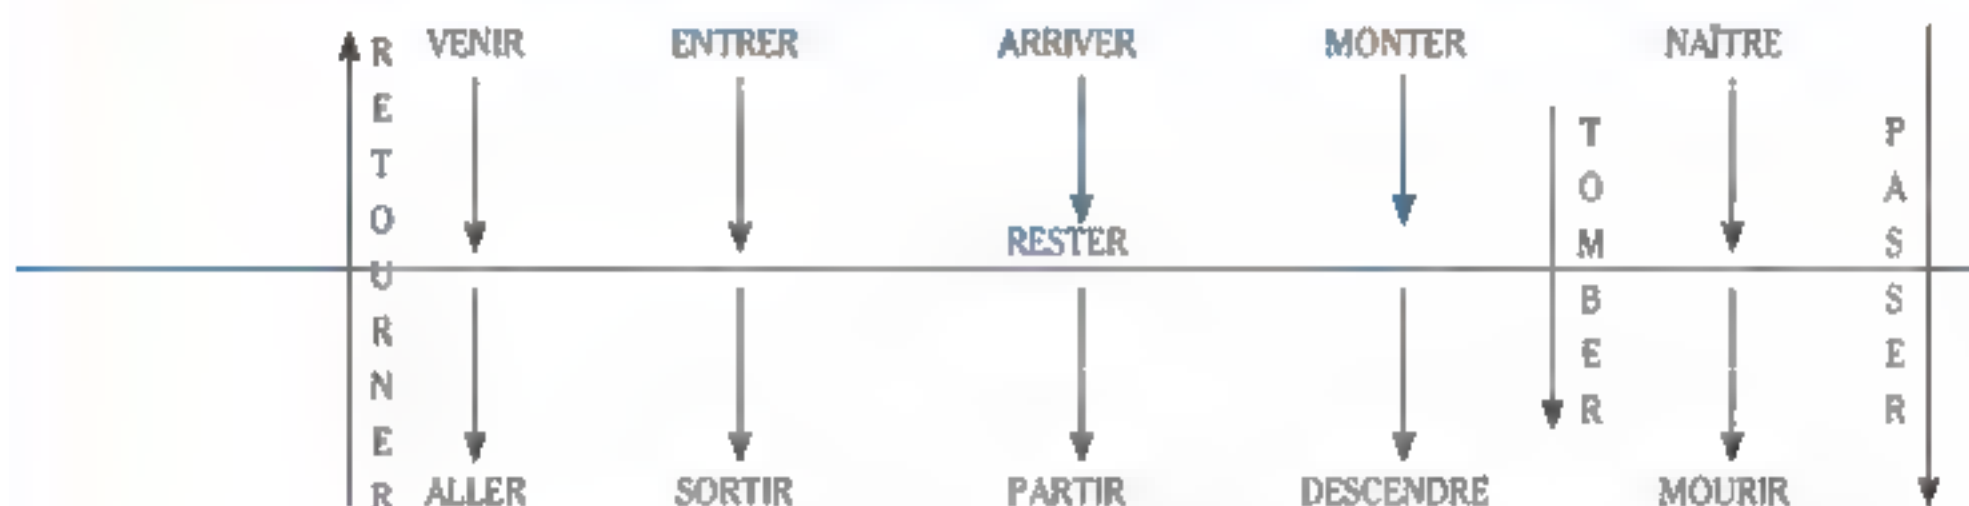 VENIR ENTRER ARRIVER MONTER NAÎTRE
RETOURNER
TOMBER
PASSER
RESTER
ALLER SORTIR PARTIR DESCENDRE MOURIR